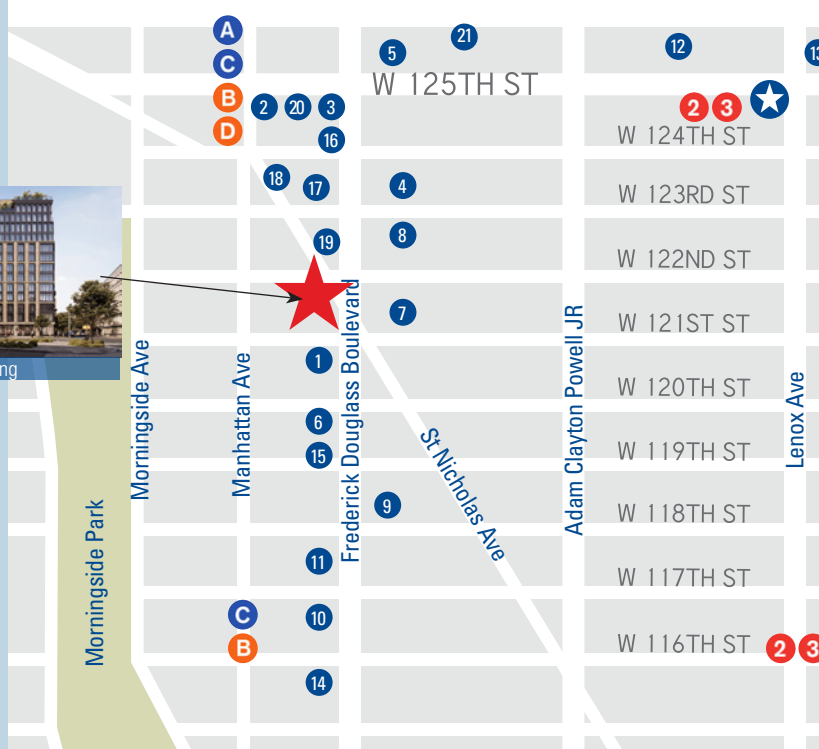 A
C
B
D
5
21
12
13
W 125TH ST
2
20
3
16
2
3
W 124TH ST
18
17
4
W 123RD ST
19
8
W 122ND ST
7
W 121ST ST
ng
1
W 120TH ST
6
15
W 119TH ST
9
W 118TH ST
11
W 117TH ST
C
B
10
W 116TH ST
2
3
14
Morningside Park
Morningside Ave
Manhattan Ave
Frederick Douglass Boulevard
St Nicholas Ave
Adam Clayton Powell JR
Lenox Ave